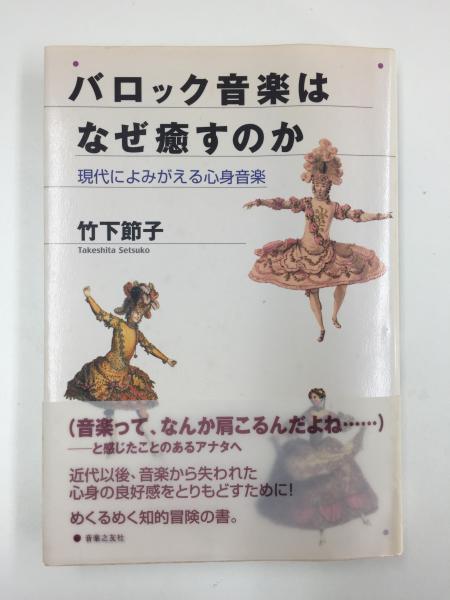 バロック音楽は
なぜ癒すのか
現代によみがえる心身音楽
竹下節子
Takeshita Setsuko
(音楽って、なんか肩こるんだよね……)
——と感じたことのあるアナタへ
近代以後、音楽から失われた
心身の良好感をとりもどすために!
めくるめく知的冒険の書。
● 音楽之友社